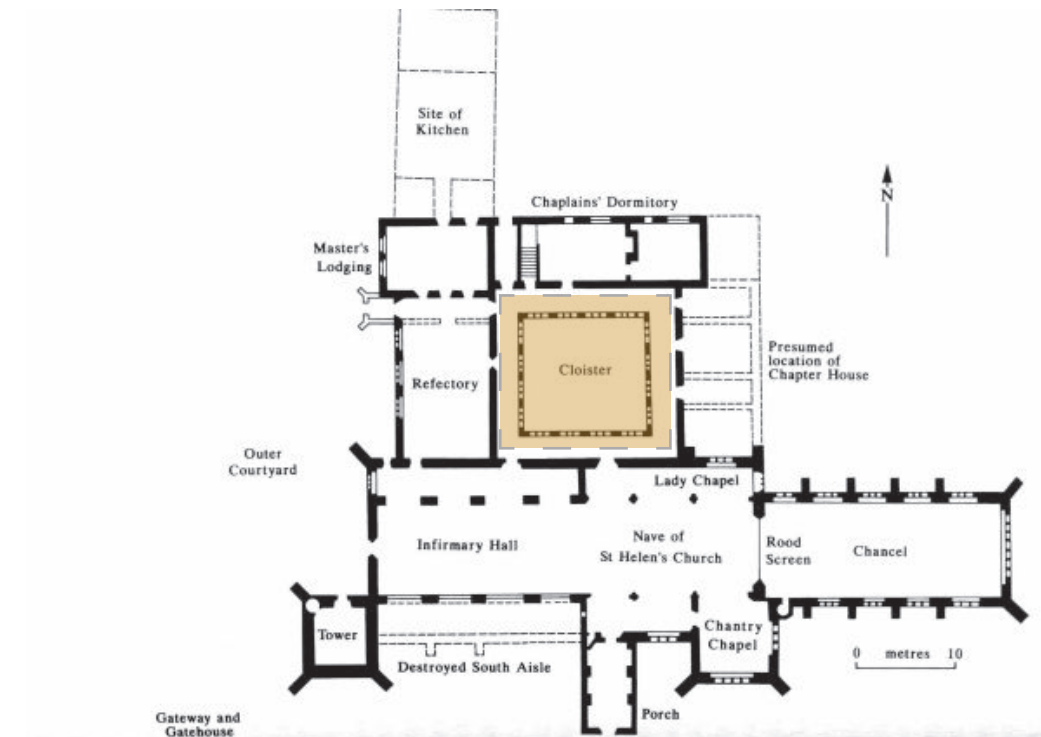 Site of
Kitchen
Chaplains' Dormitory
N
Master's
Lodging
Cloister
Presumed
location of
Chapter House
Refectory
Outer
Courtyard
Lady Chapel
Infirmary Hall
Nave of
St Helen's Church
Rood
Screen
Chancel
Tower
Chantry
Chapel
0 metres 10
Destroyed South Aisle
Porch
Gateway and
Gatehouse